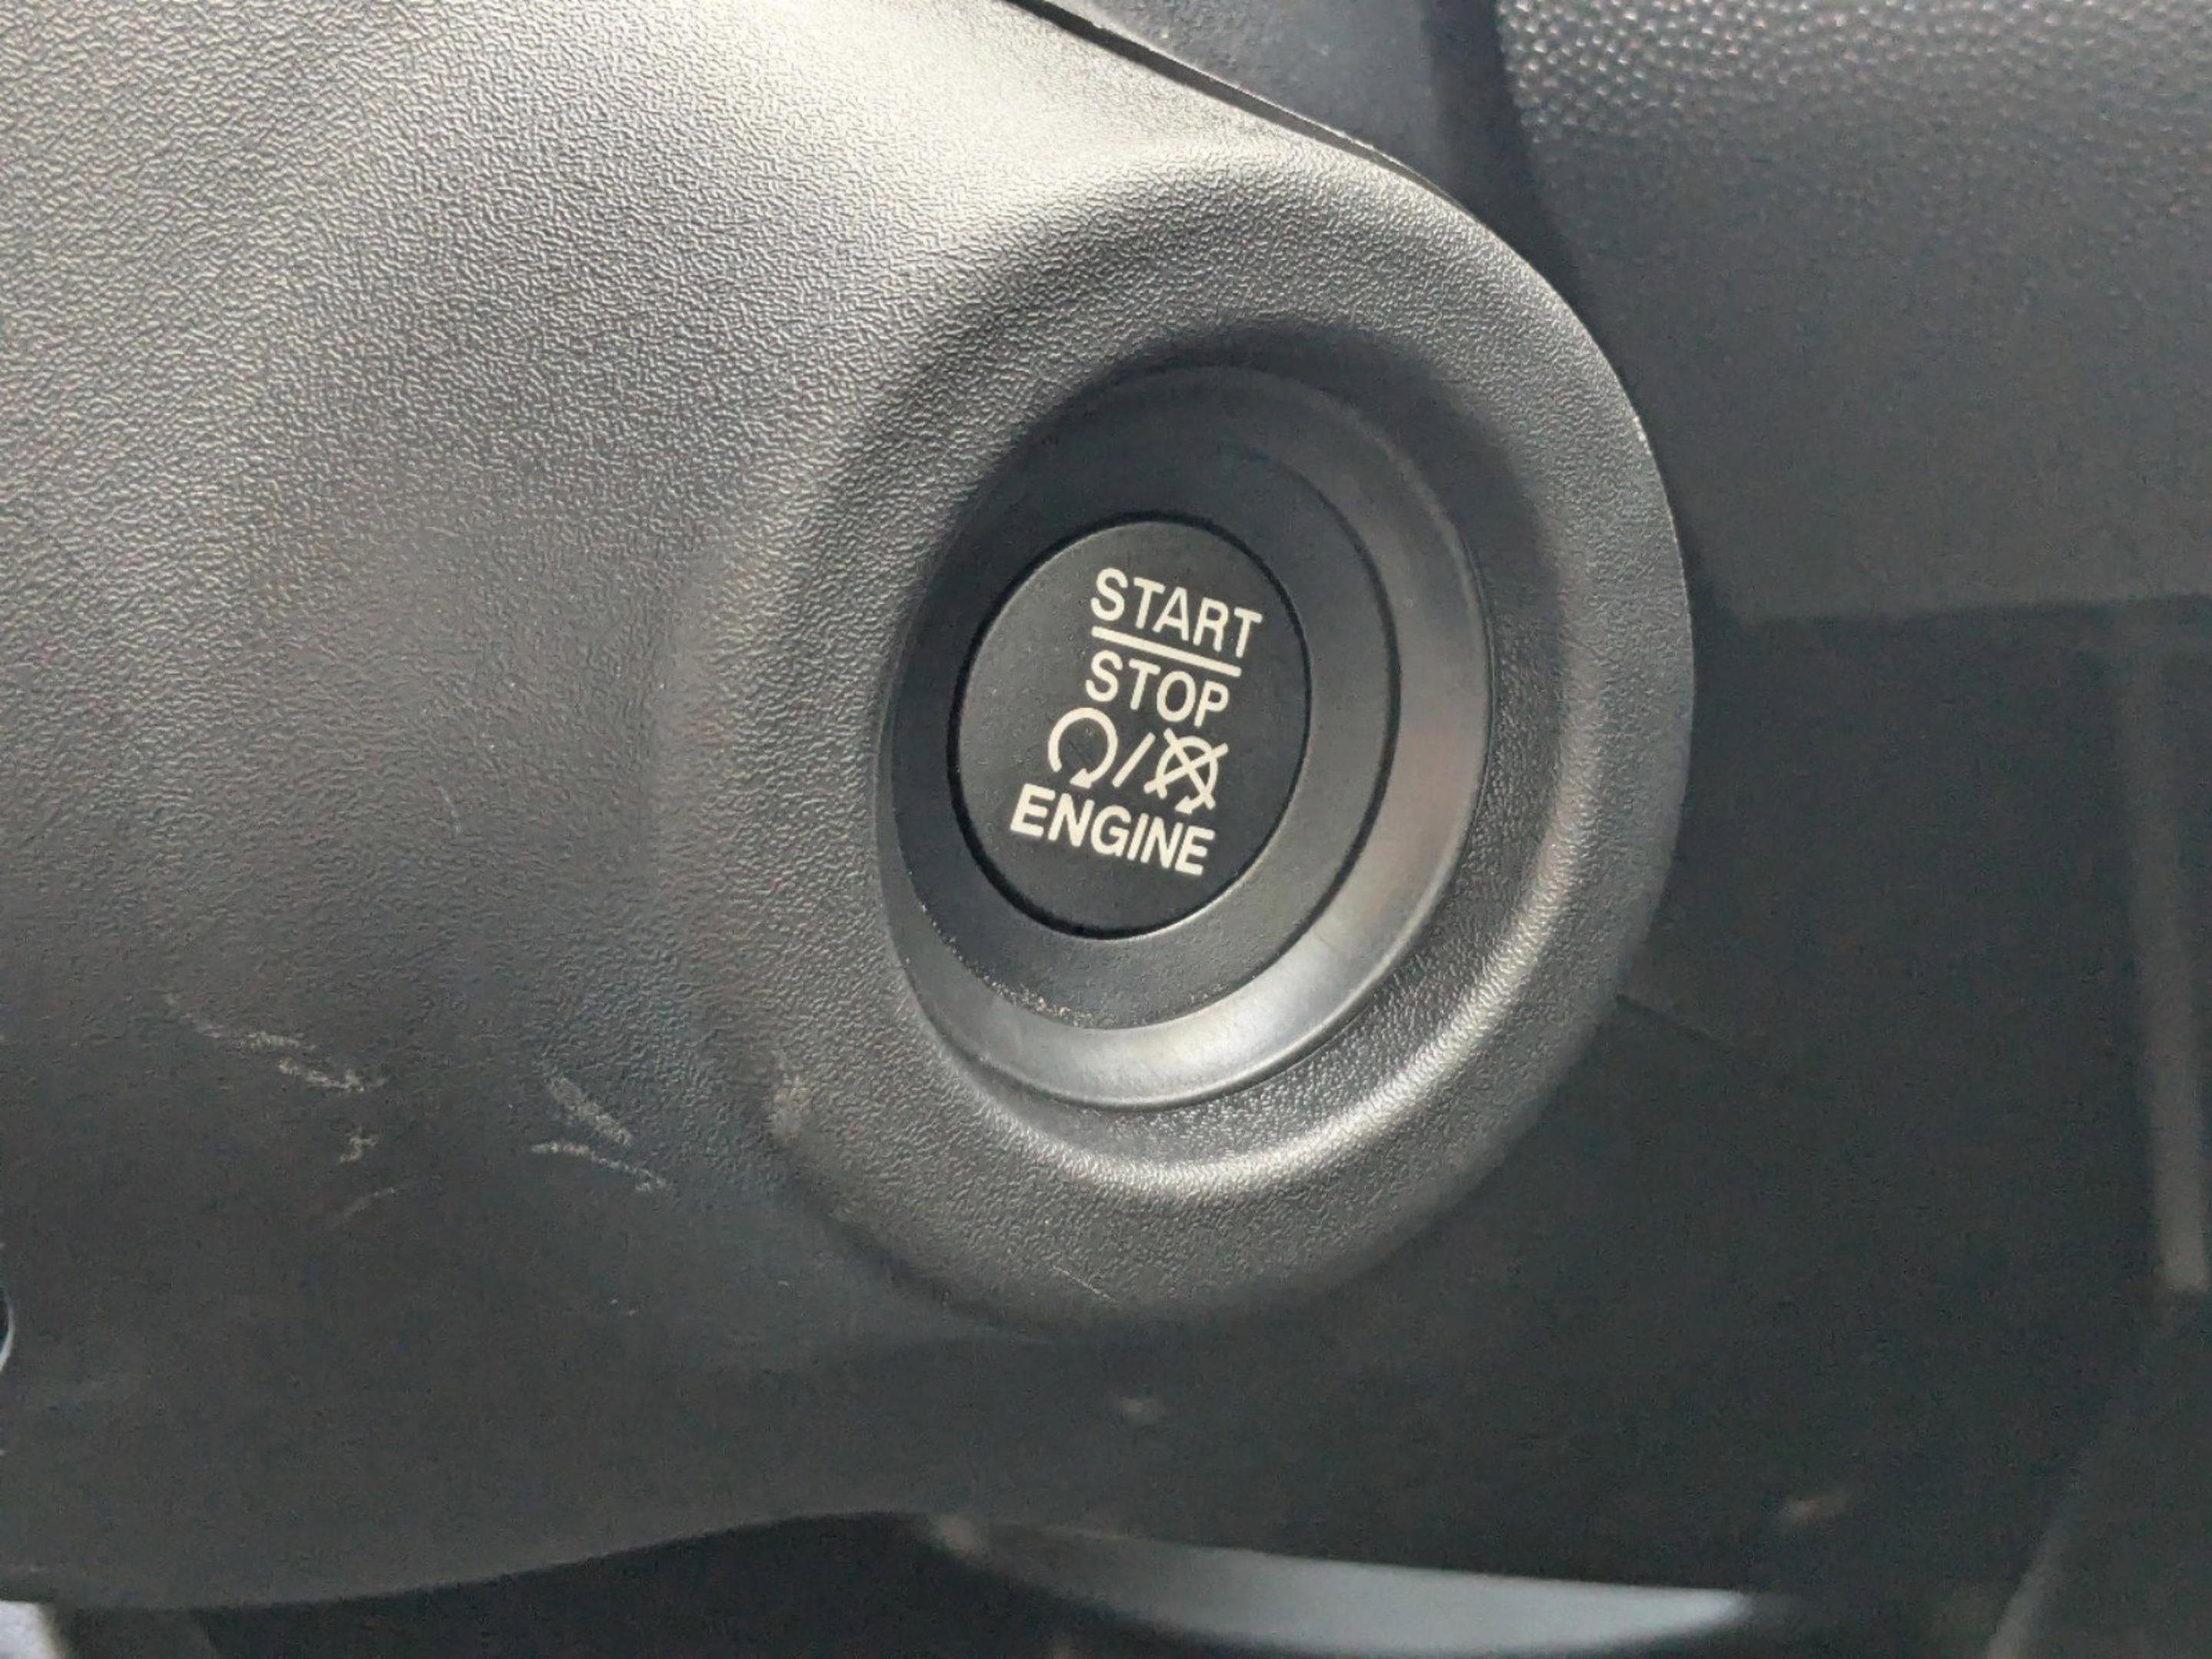 START
STOP
/
ENGINE